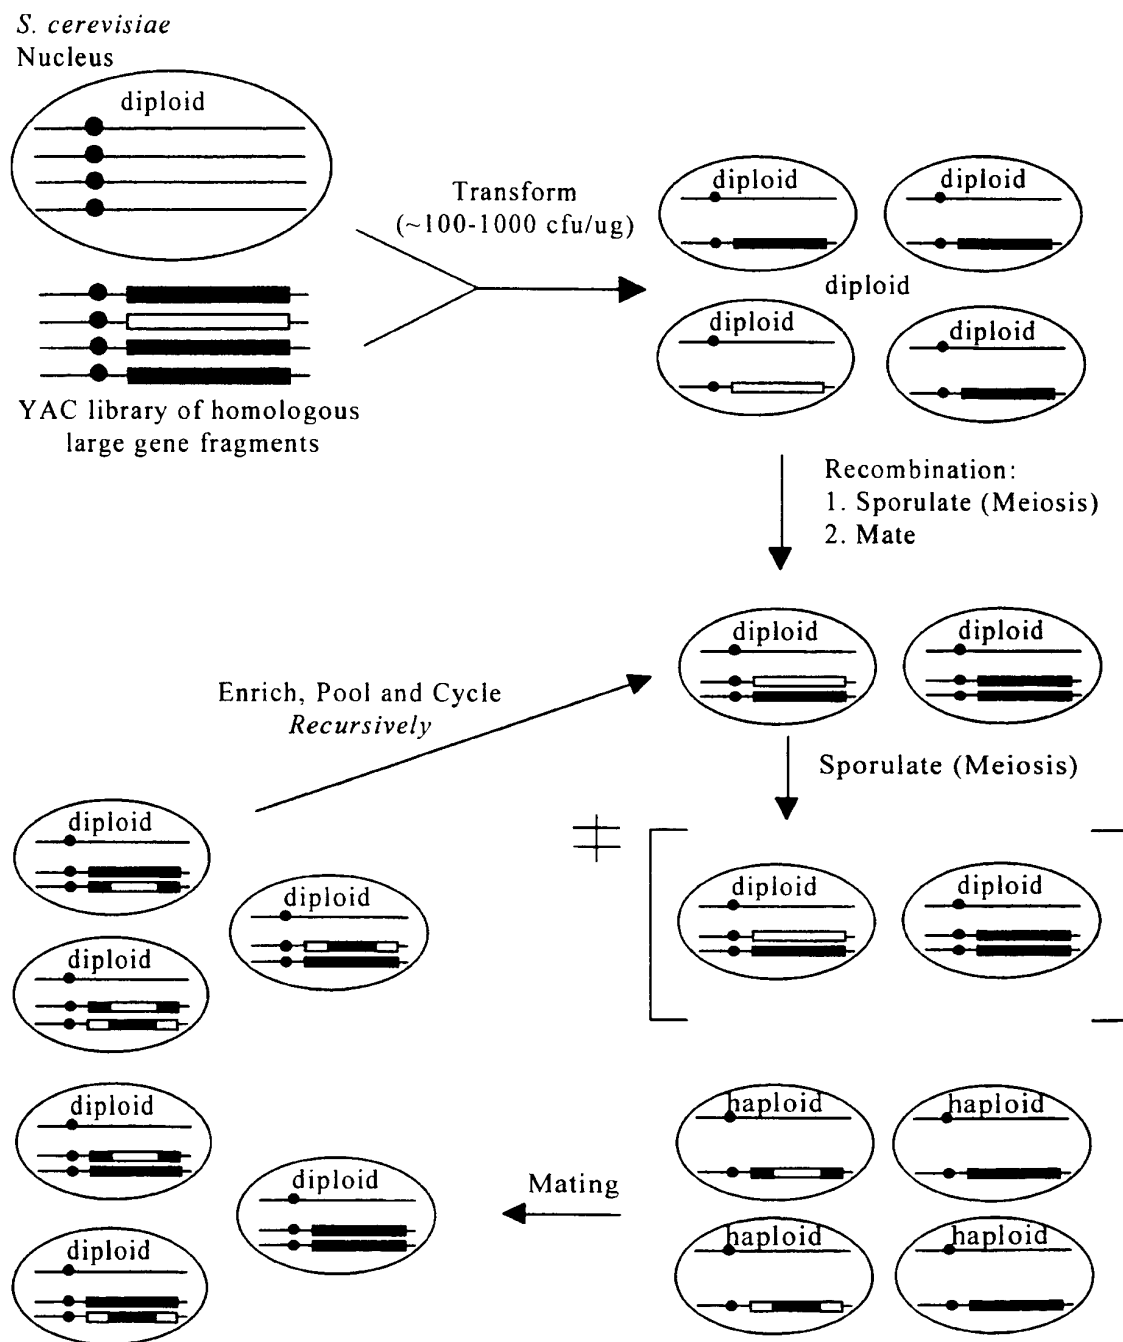 S. cerevisiae
Nucleus
diploid
YAC library of homologous
large gene fragments
Transform
(~100-1000 cfu/ug)
diploid
diploid
diploid
diploid
diploid
Recombination:
1. Sporulate (Meiosis)
2. Mate
diploid
diploid
Enrich, Pool and Cycle
Recursively
Sporulate (Meiosis)
diploid
diploid
haploid
haploid
haploid
haploid
Mating
diploid
diploid
diploid
diploid
diploid
diploid